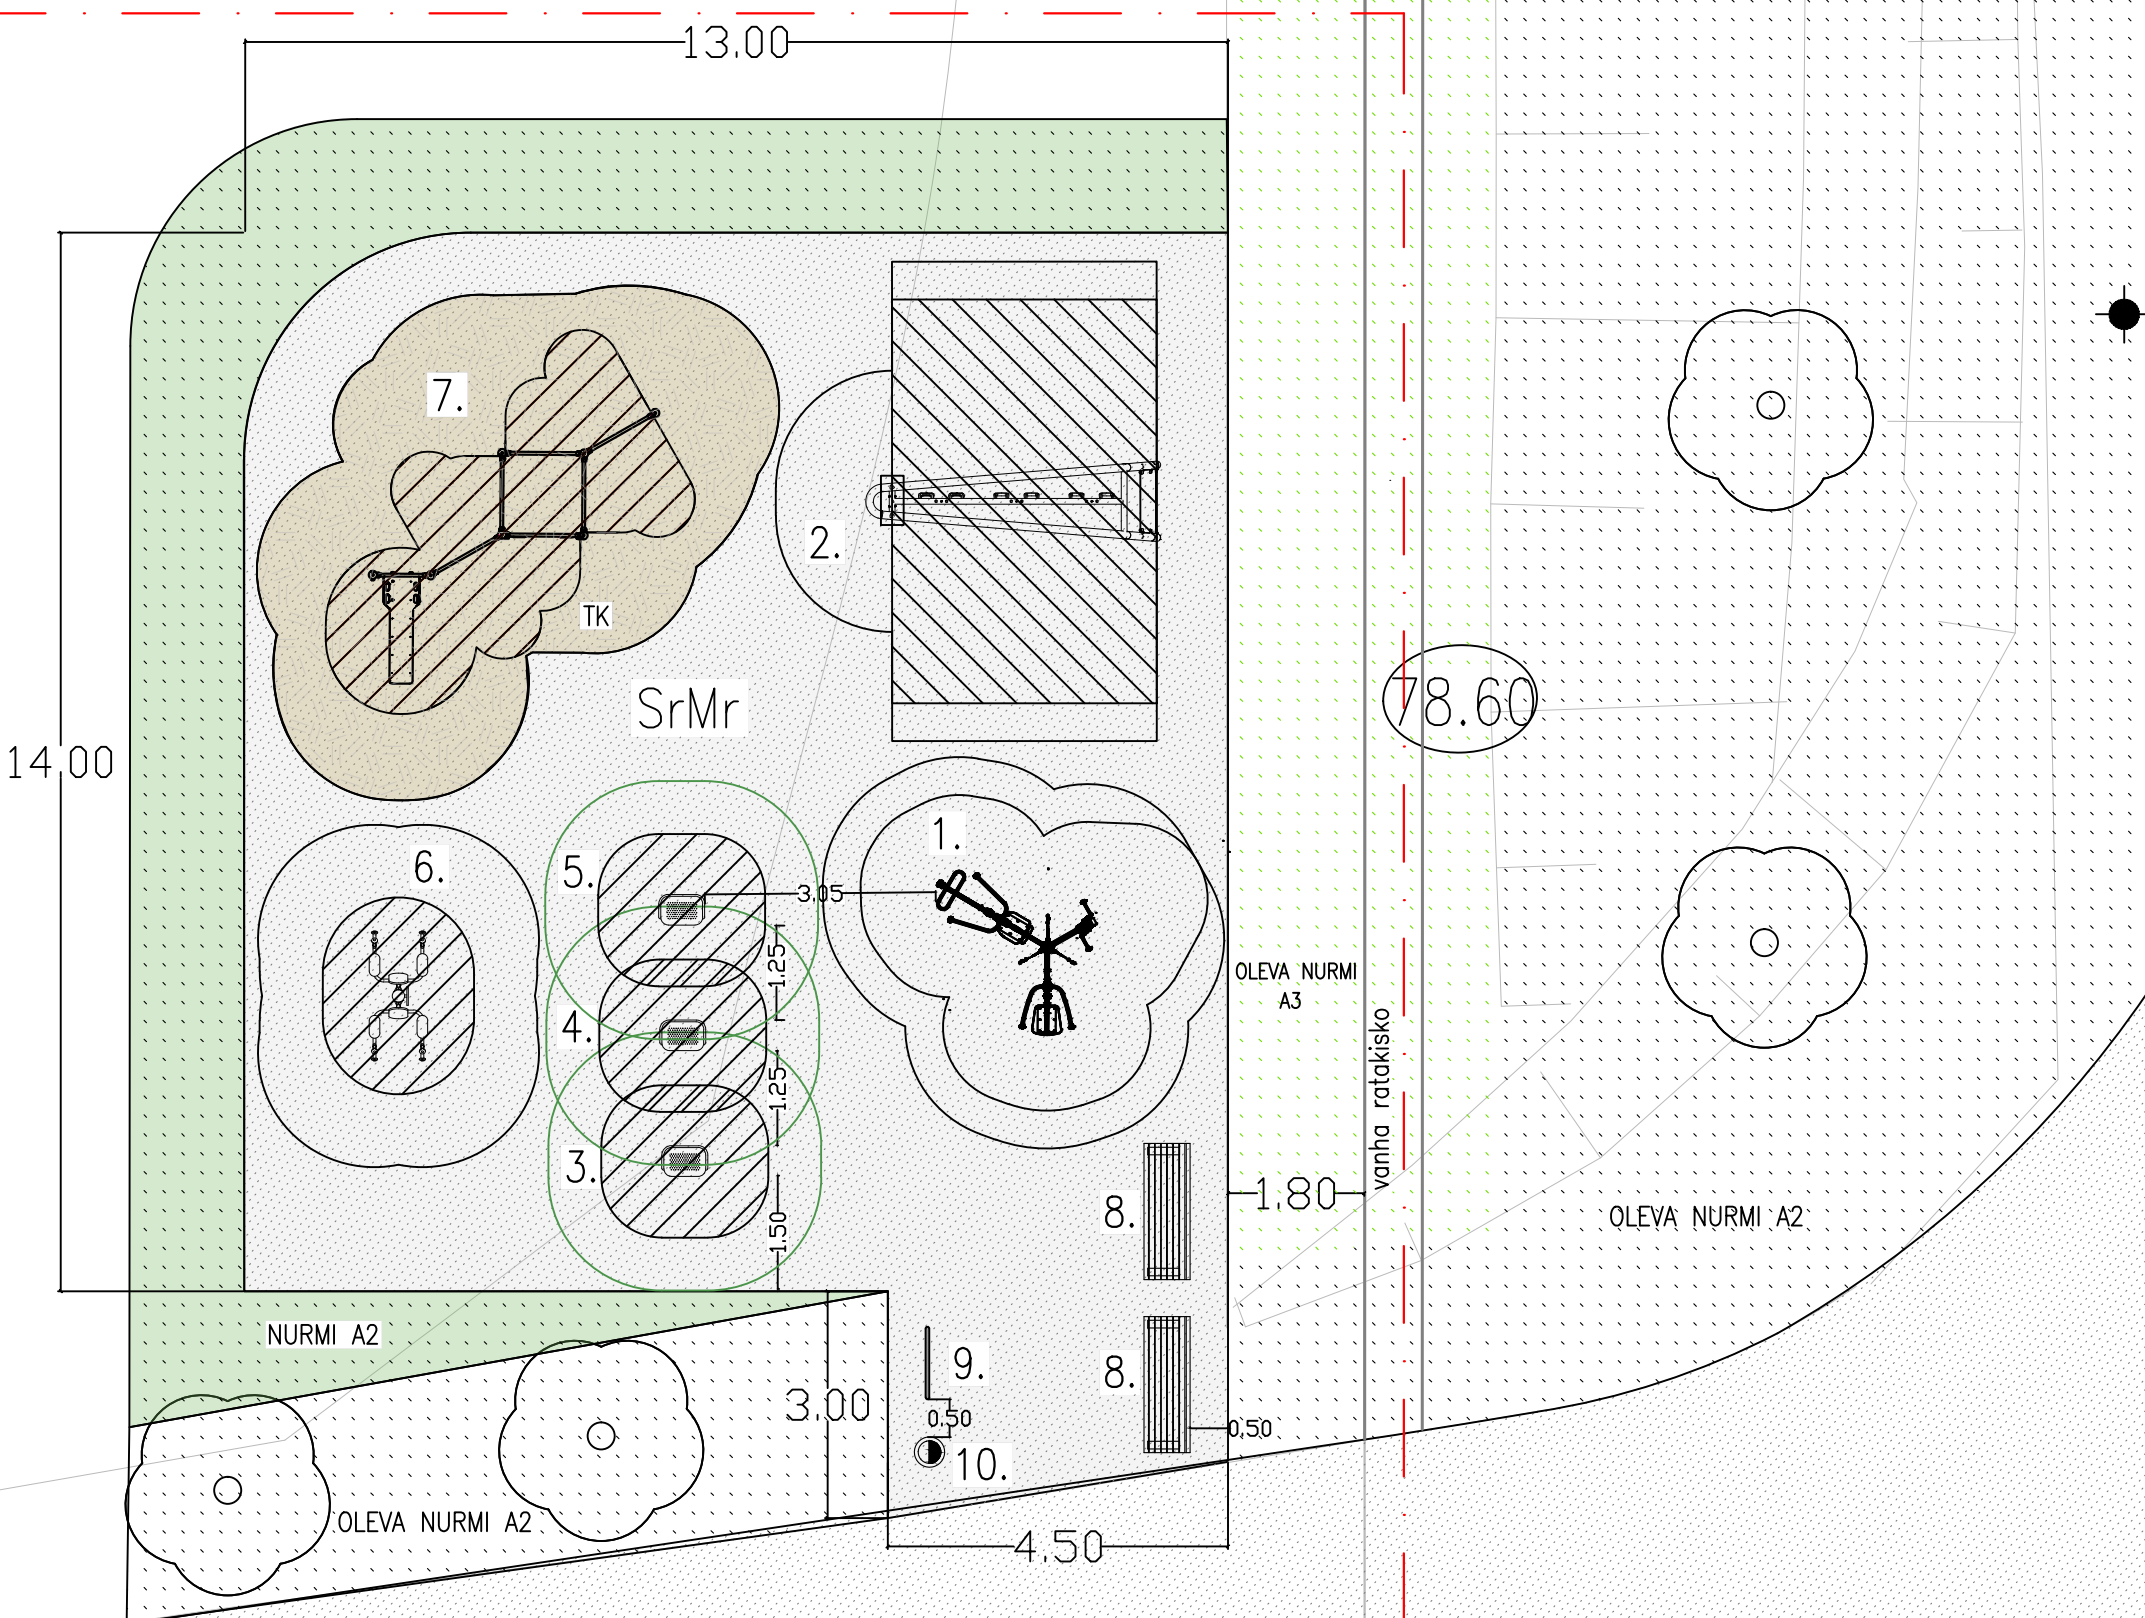 13.00
7.
2.
TK
78.60
SrMr
14.00
1.
6.
5.
3,05
1.25
OLEVA NURMI
A3
4.
vanha ratakisko
1.25
3.
1.80
8.
OLEVA NURMI A2
1.50
NURMI A2
9.
8.
3.00
0,50
0,50
10.
OLEVA NURMI A2
4.50